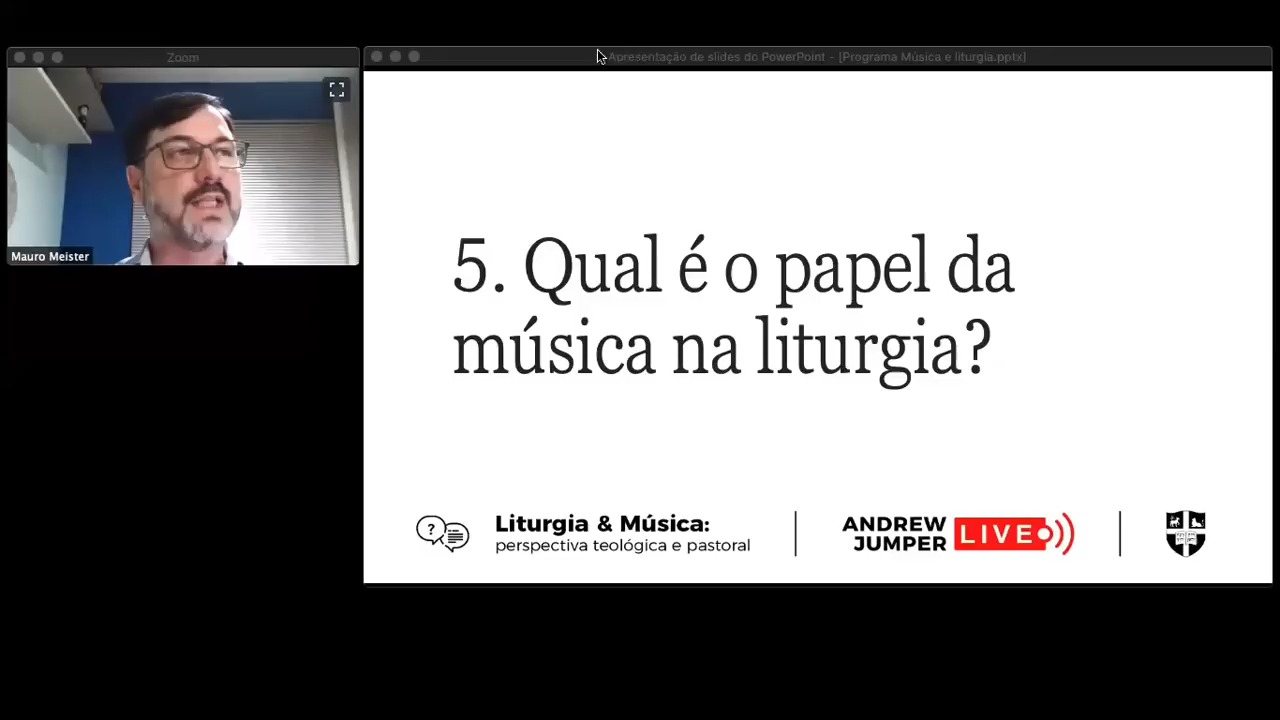 Zoom
Apresentação de slides do PowerPoint - [Programa Música e liturgia.pptx]
Mauro Meister
5. Qual é o papel da
música na liturgia?
?
Liturgia & Música:
perspectiva teológica e pastoral
ANDREW
JUMPER
LIVE